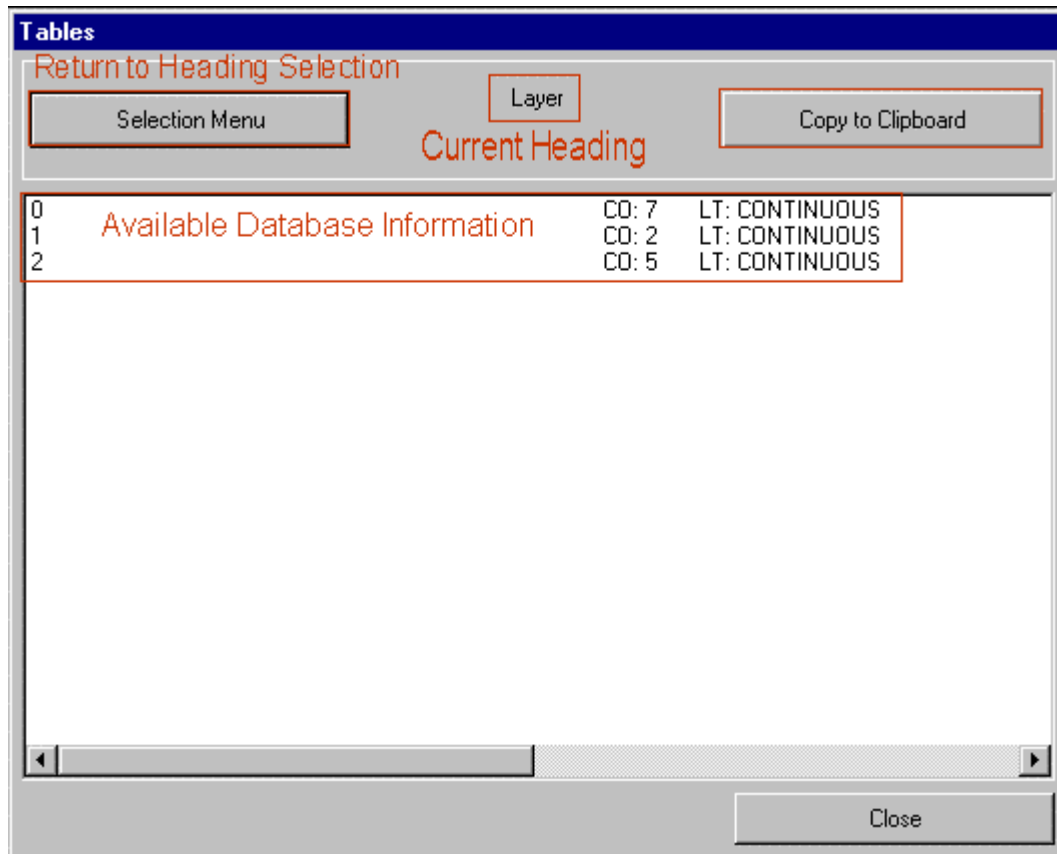 Tables
Return to Heading Selection
Selection Menu
Layer
Copy to Clipboard
Current Heading
0 CO: 7 LT: CONTINUOUS
Available Database Information
1 CO: 2 LT: CONTINUOUS
2 CO: 5 LT: CONTINUOUS
Close